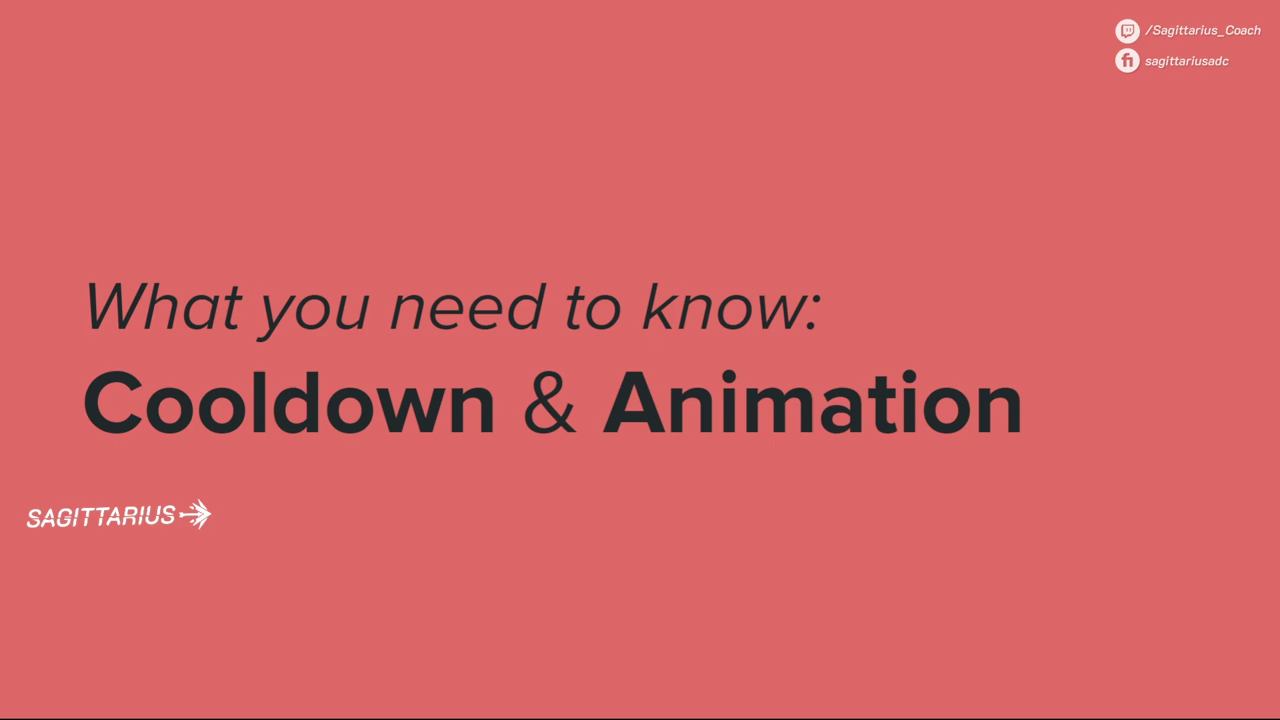 /Sagittarius_Coach
sagittariusadc
What you need to know:
Cooldown & Animation
SAGITTARIUS